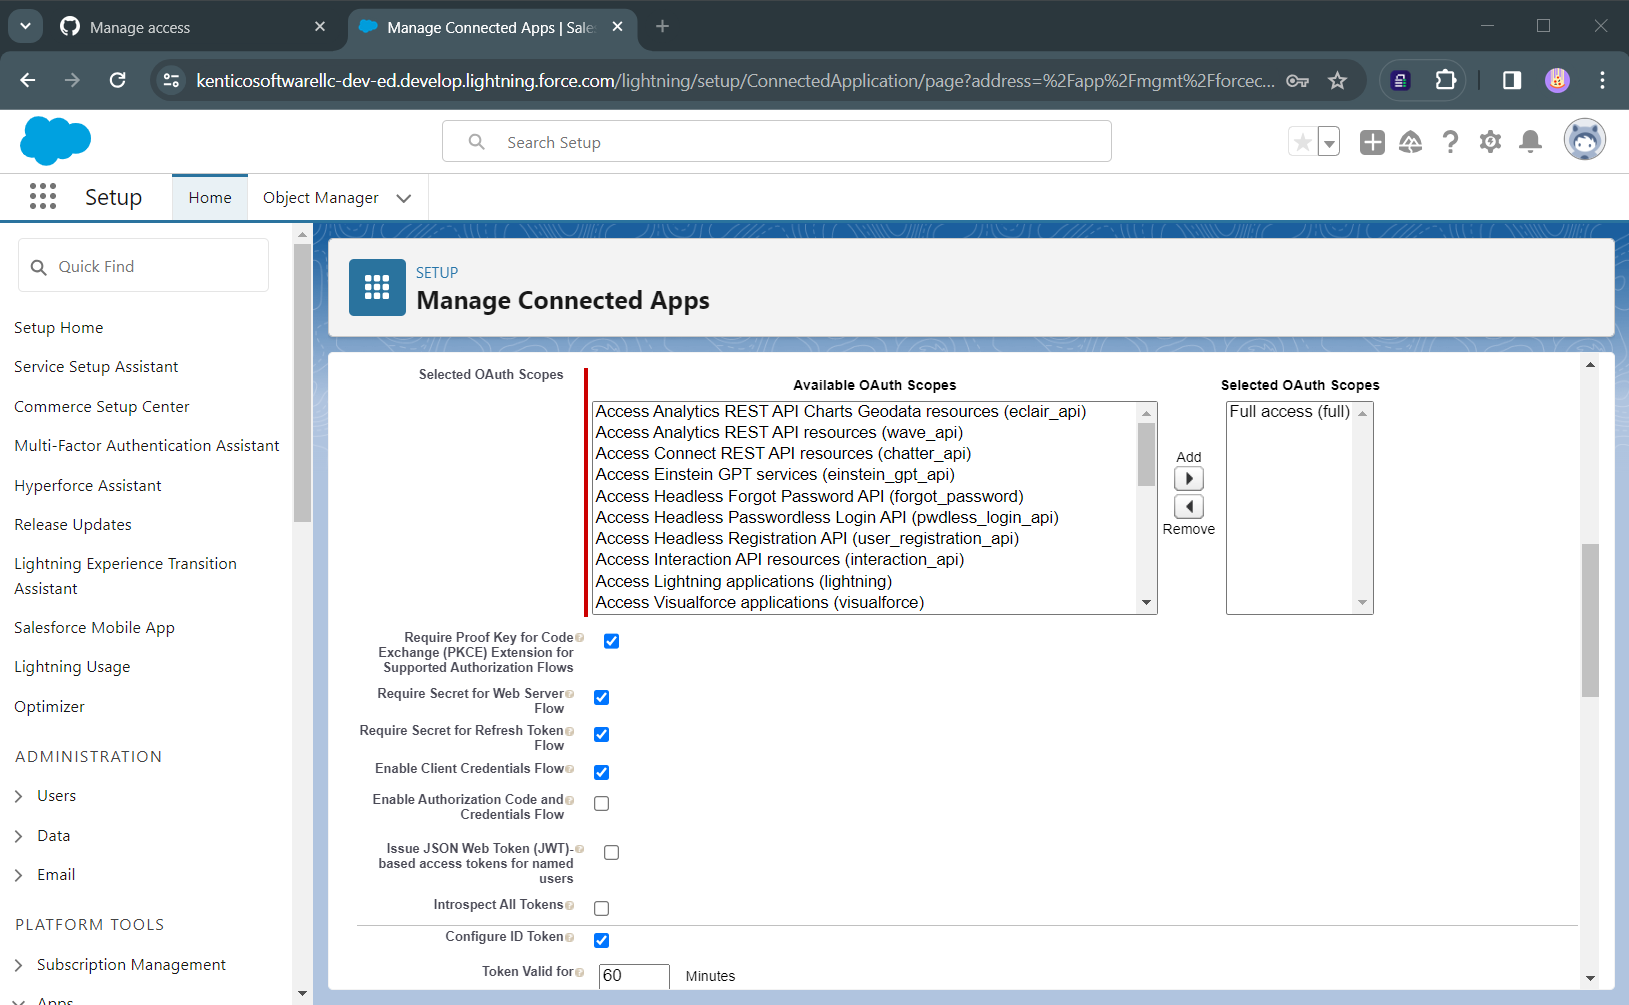 Manage access
Manage Connected Apps | Sale
kenticosoftwarellc-dev-ed.develop.lightning.force.com/lightning/setup/ConnectedApplication/page?address=%2Fapp%2Fmgmt%2Fforcec...
Search Setup
Setup
Home
Object Manager
Quick Find
Setup Home
Service Setup Assistant
Commerce Setup Center
Multi-Factor Authentication Assistant
Hyperforce Assistant
Release Updates
Lightning Experience Transition
Assistant
Salesforce Mobile App
Lightning Usage
Optimizer
ADMINISTRATION
Users
Data
Email
PLATFORM TOOLS
Subscription Management
Apps
SETUP
Manage Connected Apps
Selected OAuth Scopes
Available OAuth Scopes
Access Analytics REST API Charts Geodata resources (eclair_api)
Access Analytics REST API resources (wave_api)
Access Connect REST API resources (chatter_api)
Access Einstein GPT services (einstein_gpt_api)
Access Headless Forgot Password API (forgot_password)
Access Headless Passwordless Login API (pwdless_login_api)
Access Headless Registration API (user_registration_api)
Access Interaction API resources (interaction_api)
Access Lightning applications (lightning)
Access Visualforce applications (visualforce)
Add
Remove
Selected OAuth Scopes
Full access (full)
Require Proof Key for Code
Exchange (PKCE) Extension for
Supported Authorization Flows
Require Secret for Web Server
Flow
Require Secret for Refresh Token
Flow
Enable Client Credentials Flow
Enable Authorization Code and
Credentials Flow
Issue JSON Web Token (JWT)-
based access tokens for named
users
Introspect All Tokens
Configure ID Token
Token Valid for
60
Minutes